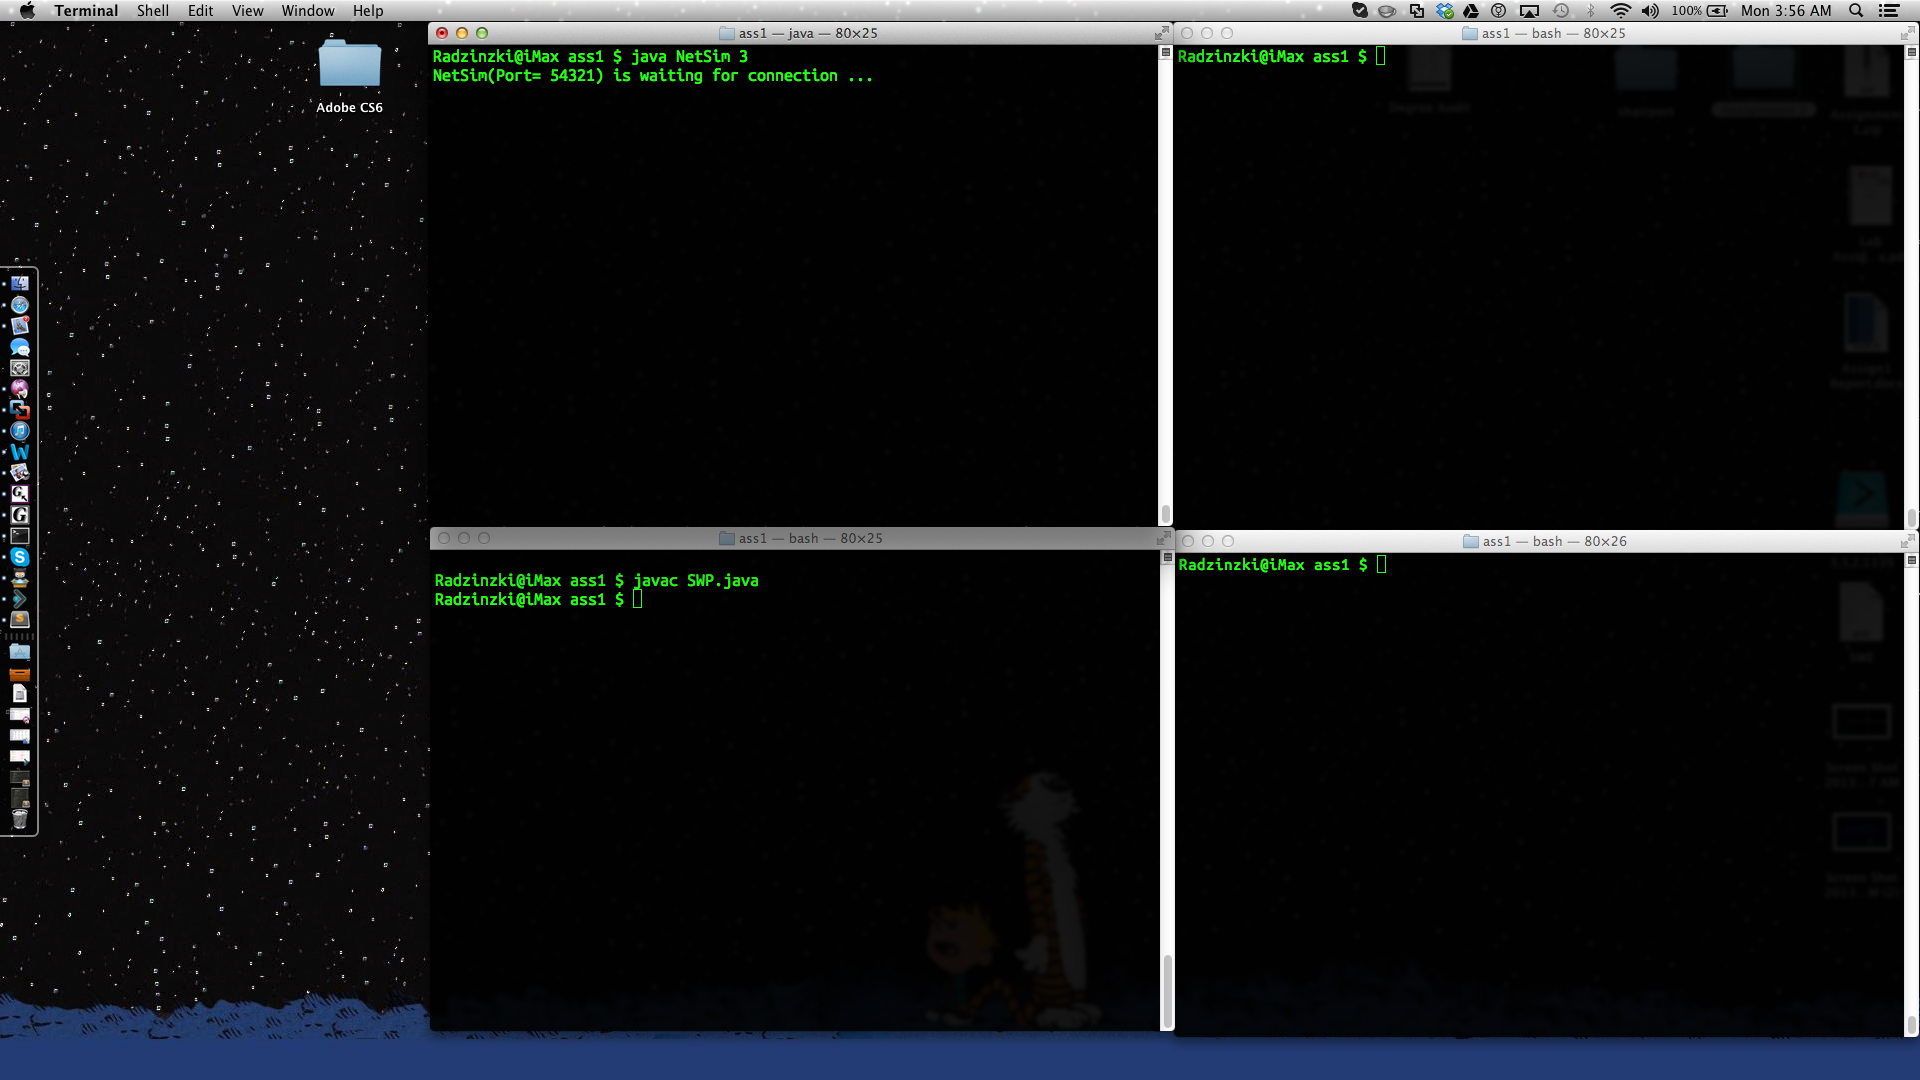 Terminal Shell Edit View Window Help
100% Mon 3:56 AM
Adobe CS6
ass1 — java — 80×25
Radzinzki@iMax ass1 $ java NetSim 3
NetSim(Port= 54321) is waiting for connection ...
ass1 — bash — 80×25
Radzinzki@iMax ass1 $
ass1 — bash — 80×25
Radzinzki@iMax ass1 $ javac SWP.java
Radzinzki@iMax ass1 $
ass1 — bash — 80×26
Radzinzki@iMax ass1 $